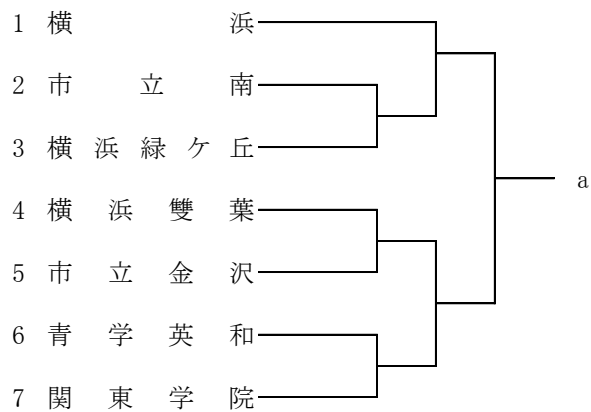 1 横浜
2 市立南
3 横浜緑ケ丘
4 横浜雙葉
5 市立金沢
6 青学英和
7 関東学院
a